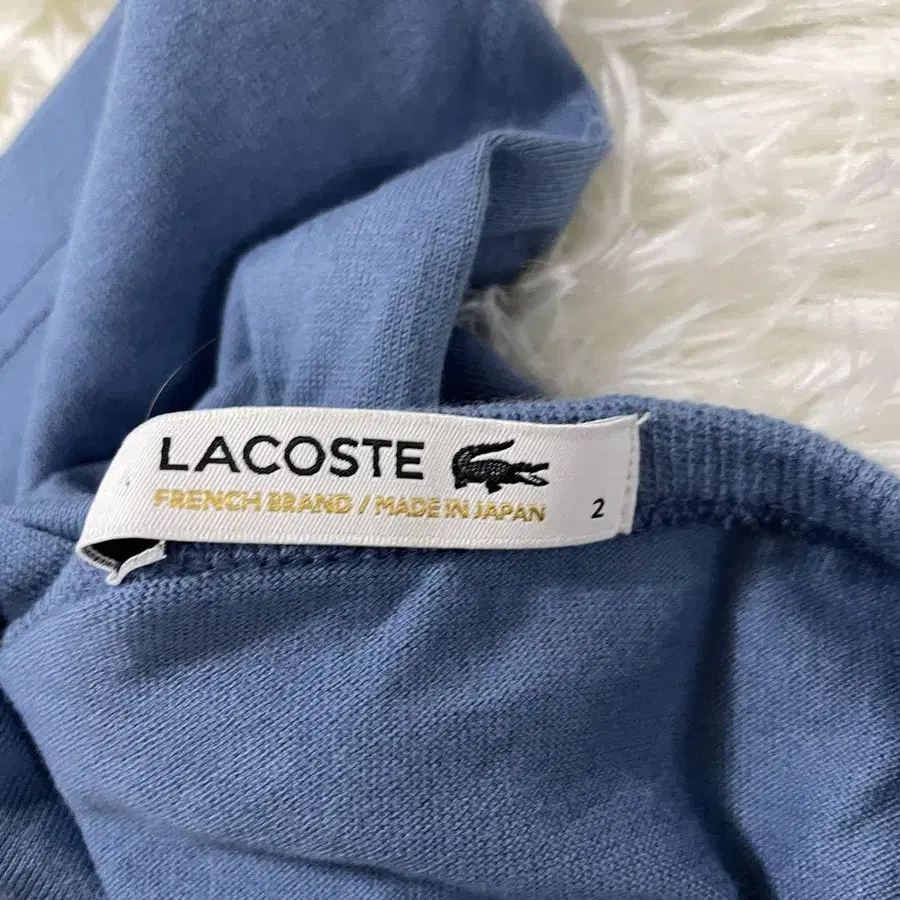 LACOSTE
FRENCH BRAND / MADE IN JAPAN
2